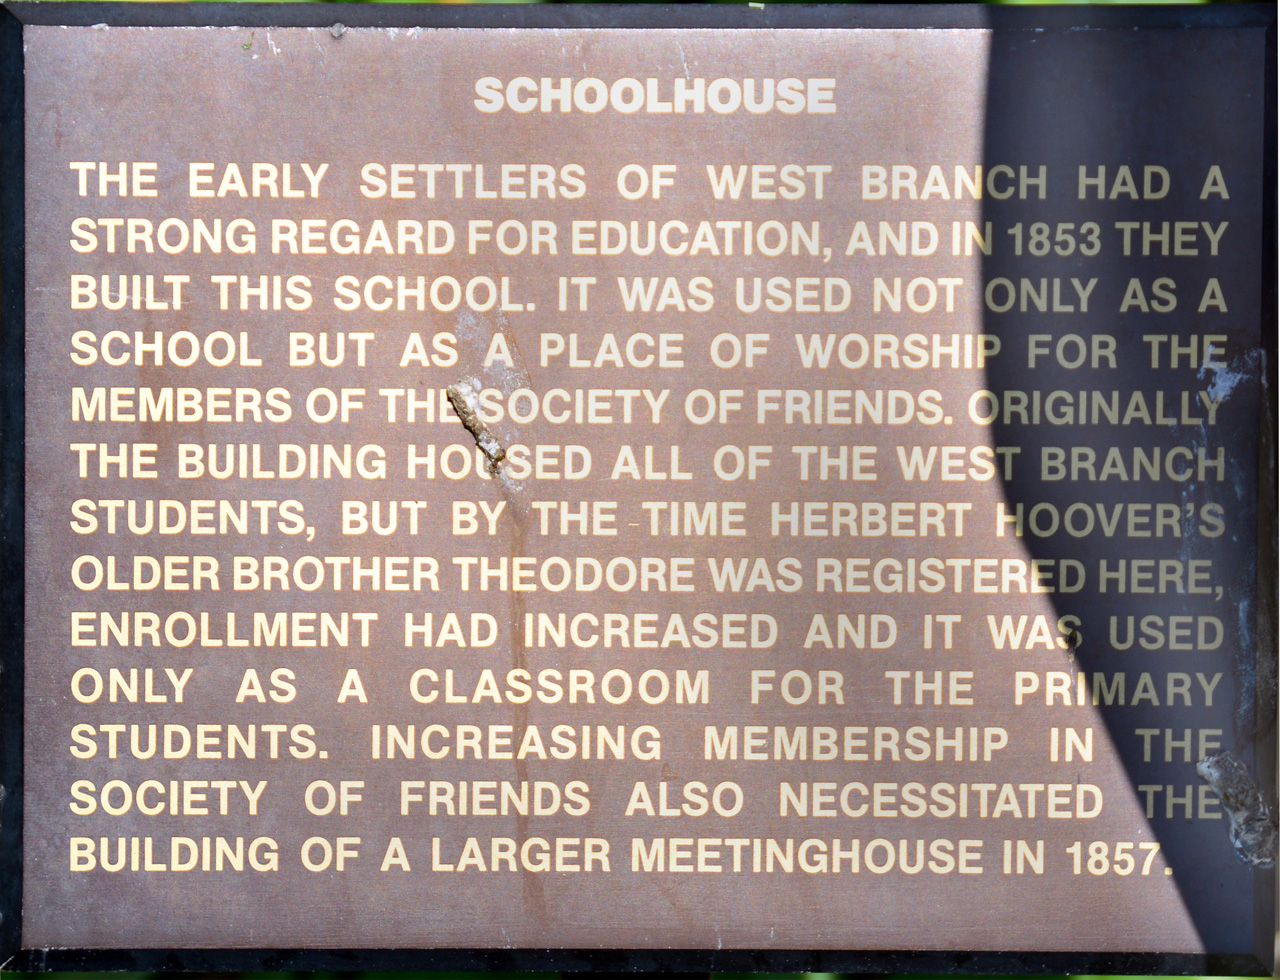 SCHOOLHOUSE
THE EARLY SETTLERS OF WEST BRANCH HAD A
STRONG REGARD FOR EDUCATION, AND IN 1853 THEY
BUILT THIS SCHOOL. IT WAS USED NOT ONLY AS A
SCHOOL BUT AS A PLACE OF WORSHIP FOR THE
MEMBERS OF THE SOCIETY OF FRIENDS. ORIGINALLY
THE BUILDING HOUSED ALL OF THE WEST BRANCH
STUDENTS, BUT BY THE TIME HERBERT HOOVER'S
OLDER BROTHER THEODORE WAS REGISTERED HERE,
ENROLLMENT HAD INCREASED AND IT WAS USED
ONLY AS A CLASSROOM FOR THE PRIMARY
STUDENTS. INCREASING MEMBERSHIP IN THE
SOCIETY OF FRIENDS ALSO NECESSITATED THE
BUILDING OF A LARGER MEETINGHOUSE IN 1857.